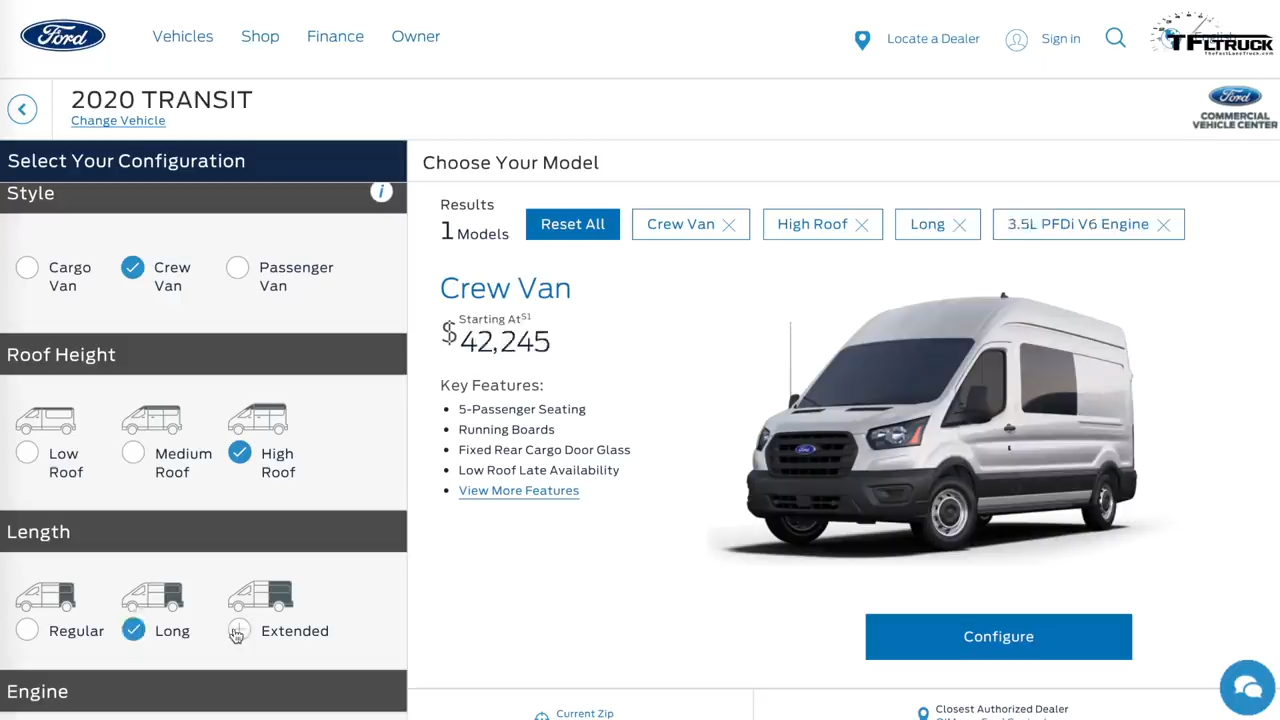 Ford
Vehicles
Shop
Finance
Owner
Locate a Dealer
Sign in
TFLTRUCK
TheFastLaneTruck.com
2020 TRANSIT
Change Vehicle
Ford
COMMERCIAL
VEHICLE CENTER
Select Your Configuration
Style
i
Cargo
Van
Crew
Van
Passenger
Van
Roof Height
Low
Roof
Medium
Roof
High
Roof
Length
Regular
Long
Extended
Engine
Choose Your Model
Results
1 Models
Reset All
Crew Van
High Roof
Long
3.5L PFDi V6 Engine
Crew Van
Starting At S1
$42,245
Key Features:
5-Passenger Seating
Running Boards
Fixed Rear Cargo Door Glass
Low Roof Late Availability
View More Features
Configure
Current Zip
Closest Authorized Dealer